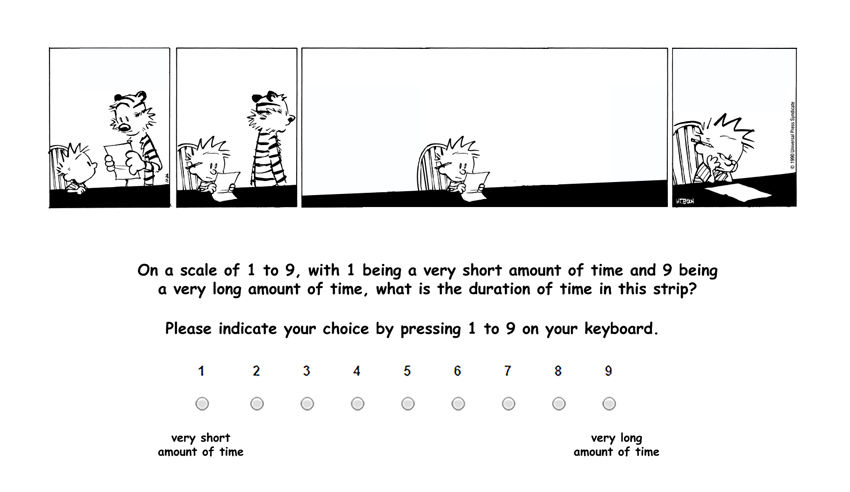 © 1990 Universal Press Syndicate
On a scale of 1 to 9, with 1 being a very short amount of time and 9 being
a very long amount of time, what is the duration of time in this strip?
Please indicate your choice by pressing 1 to 9 on your keyboard.
1 2 3 4 5 6 7 8 9
very short
amount of time
very long
amount of time